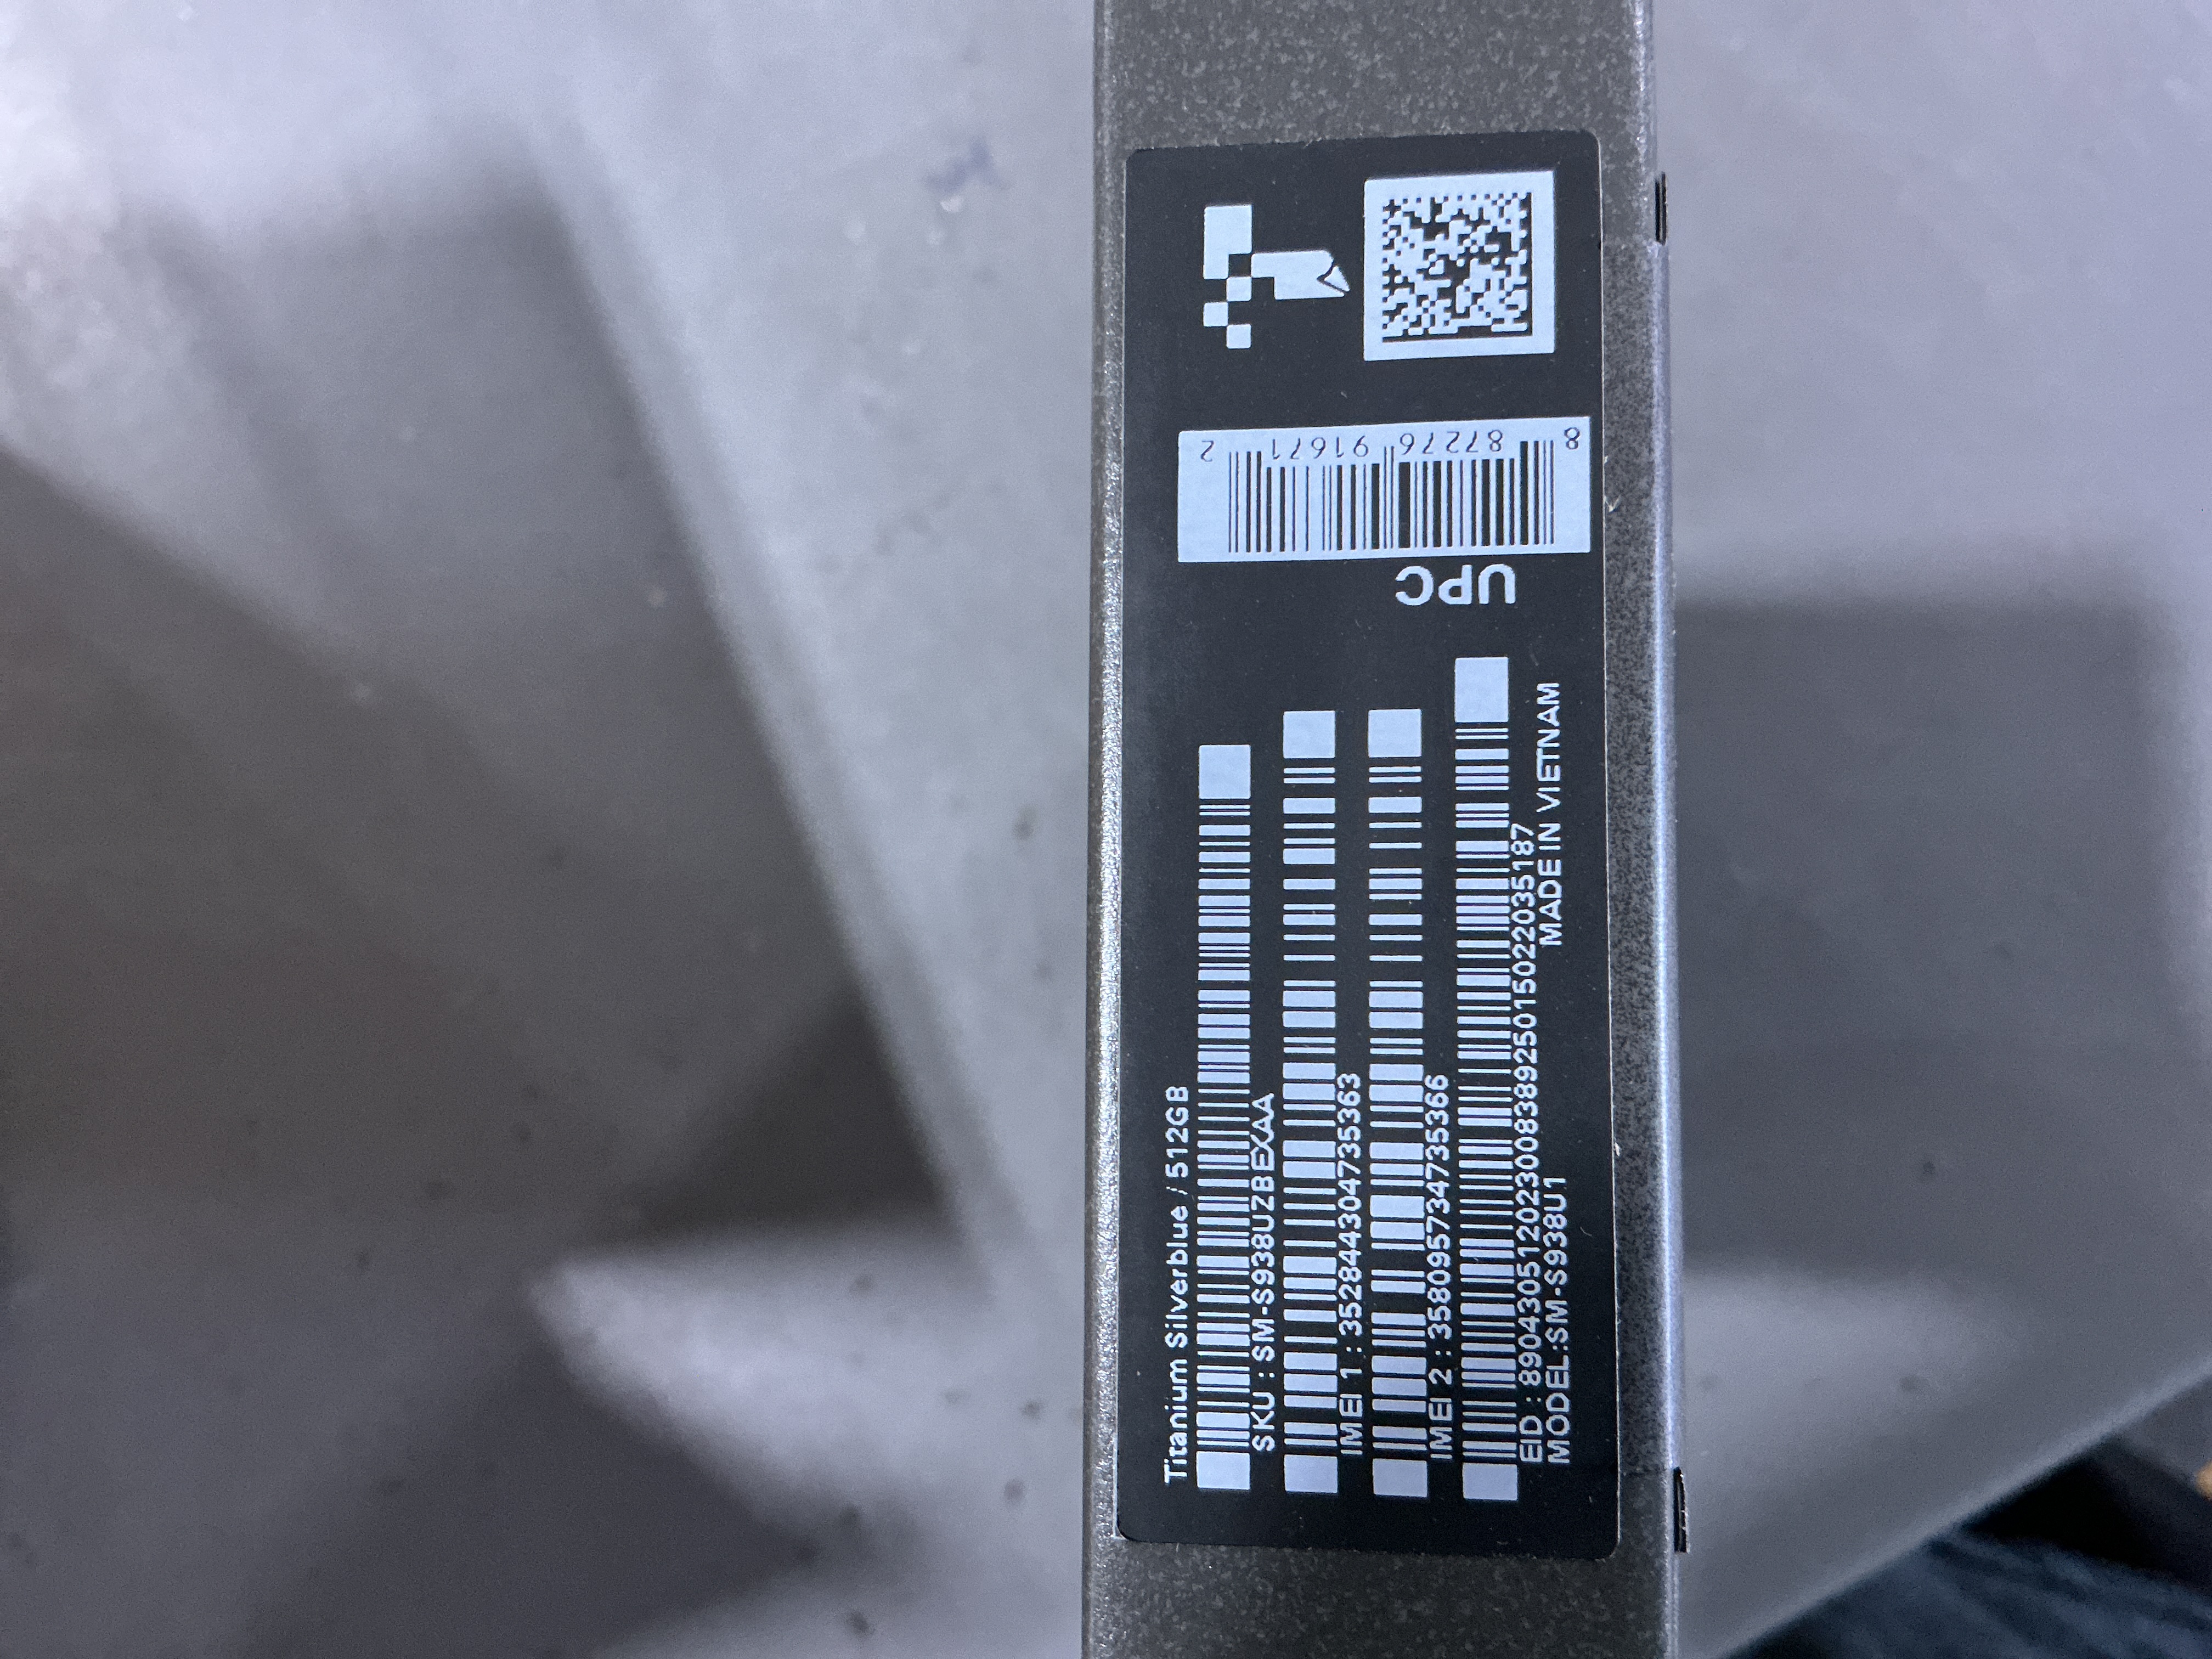 Titanium Silverblue / 512GB
SKU : SM-S938UZBEXAA
IMEI 1 : 352844304735363
IMEI 2 : 358095734735366
EID : 89043051202300838925015022035187
MODEL:SM-S938U1
MADE IN VIETNAM
UPC
8 87276 91671 2